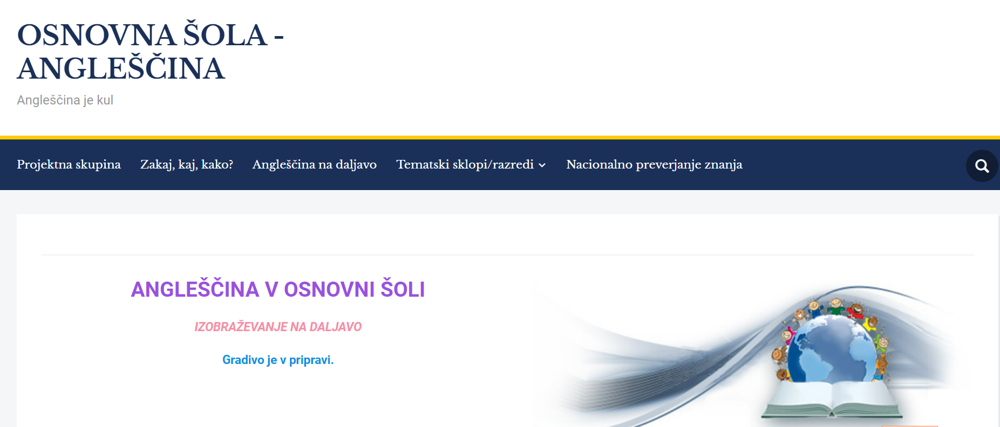 OSNOVNA ŠOLA -
ANGLEŠČINA
Angleščina je kul
Projektna skupina Zakaj, kaj, kako? Angleščina na daljavo Tematski sklopi/razredi Nacionalno preverjanje znanja
ANGLEŠČINA V OSNOVNI ŠOLI
IZOBRAŽEVANJE NA DALJAVO
Gradivo je v pripravi.